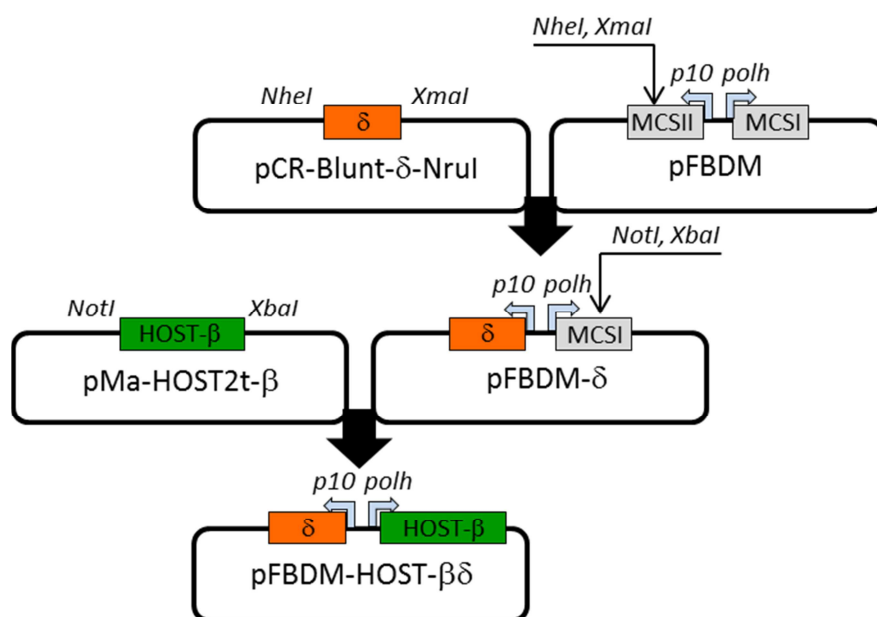 NheI, XmaI
p10 polh
NheI
XmaI
δ
MCSII
MCSI
pCR-Blunt-δ-NruI
pFBDM
NotI, XbaI
p10 polh
NotI
XbaI
HOST-β
δ
MCSI
pMa-HOST2t-β
pFBDM-δ
p10 polh
δ
HOST-β
pFBDM-HOST-βδ